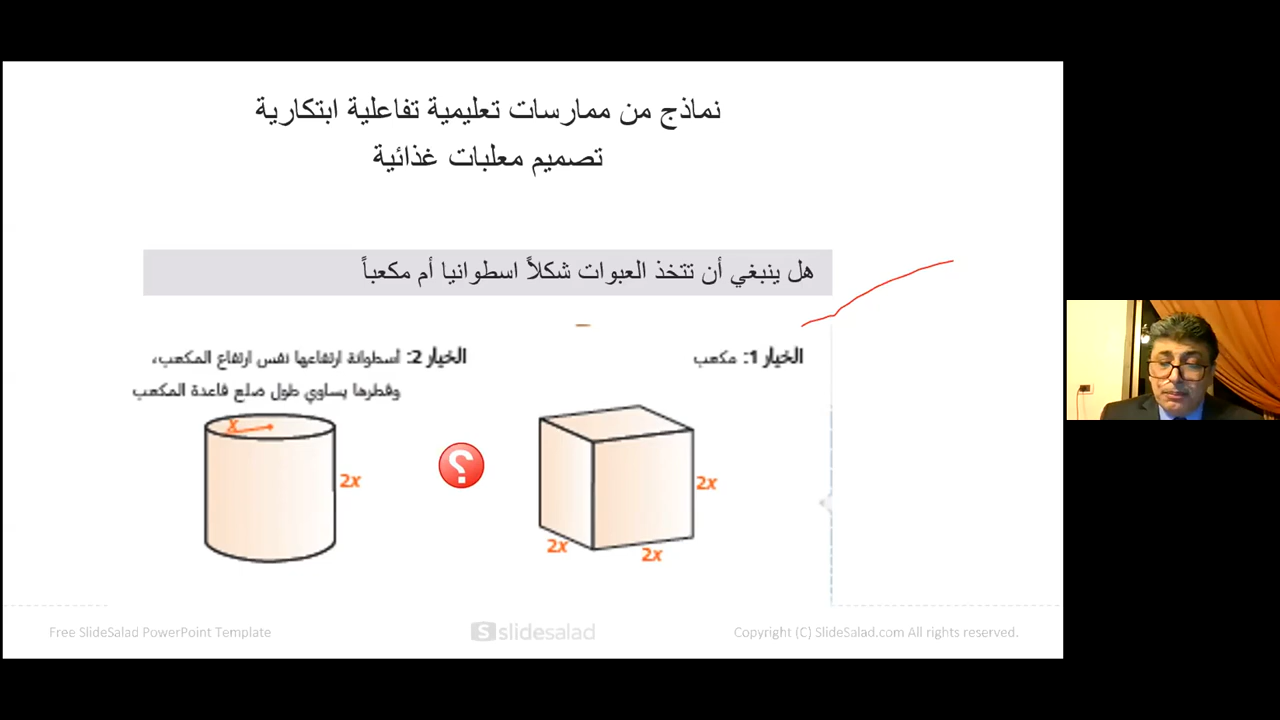 نماذج من ممارسات تعليمية تفاعلية ابتكارية
تصميم معلبات غذائية
هل ينبغي أن تتخذ العبوات شكلاً اسطوانيا أم مكعباً
الخيار 1: مكعب
2x
2x
2x
؟
الخيار 2: أسطوانة ارتفاعها نفس ارتفاع المكعب،
وقطرها يساوي طول ضلع قاعدة المكعب
x
2x
Free SlideSalad PowerPoint Template
slidesalad
Copyright (C) SlideSalad.com All rights reserved.